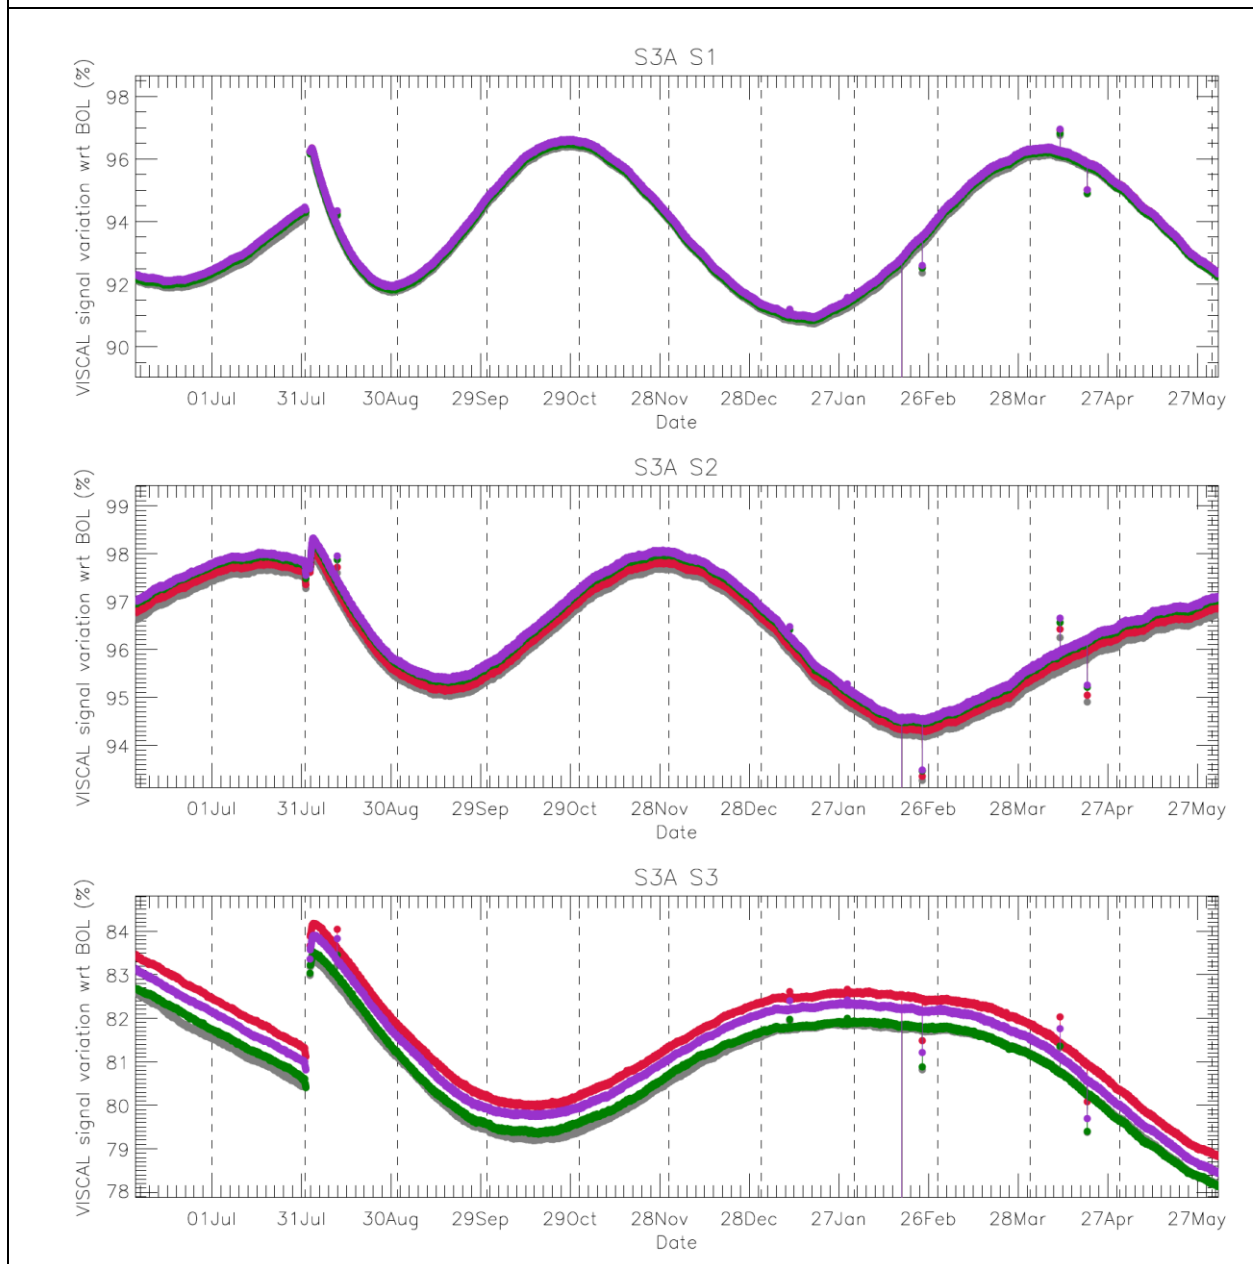 S3A S1
VISCAL signal variation wrt BOL (%)
98
96
94
92
90
01Jul 31Jul 30Aug 29Sep 29Oct 28Nov 28Dec 27Jan 26Feb 28Mar 27Apr 27May
Date
S3A S2
VISCAL signal variation wrt BOL (%)
99
98
97
96
95
94
01Jul 31Jul 30Aug 29Sep 29Oct 28Nov 28Dec 27Jan 26Feb 28Mar 27Apr 27May
Date
S3A S3
VISCAL signal variation wrt BOL (%)
84
83
82
81
80
79
78
01Jul 31Jul 30Aug 29Sep 29Oct 28Nov 28Dec 27Jan 26Feb 28Mar 27Apr 27May
Date